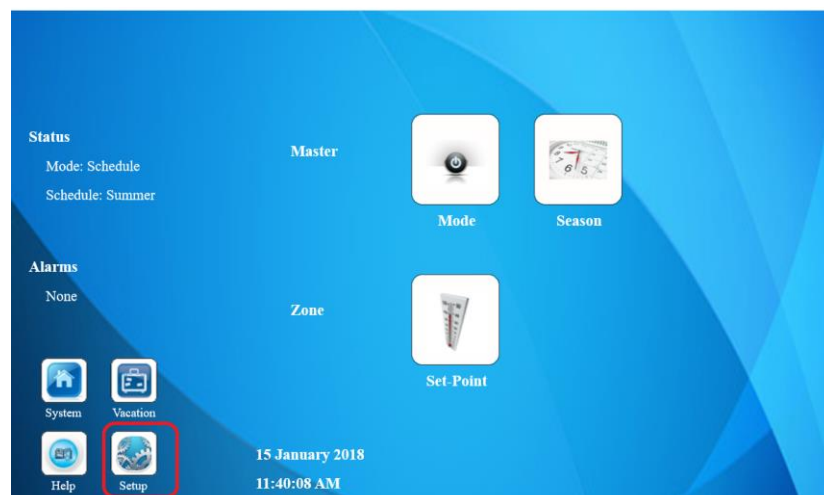 Status
Mode: Schedule
Schedule: Summer
Master
Mode
Season
Alarms
None
Zone
Set-Point
System
Vacation
Help
Setup
15 January 2018
11:40:08 AM